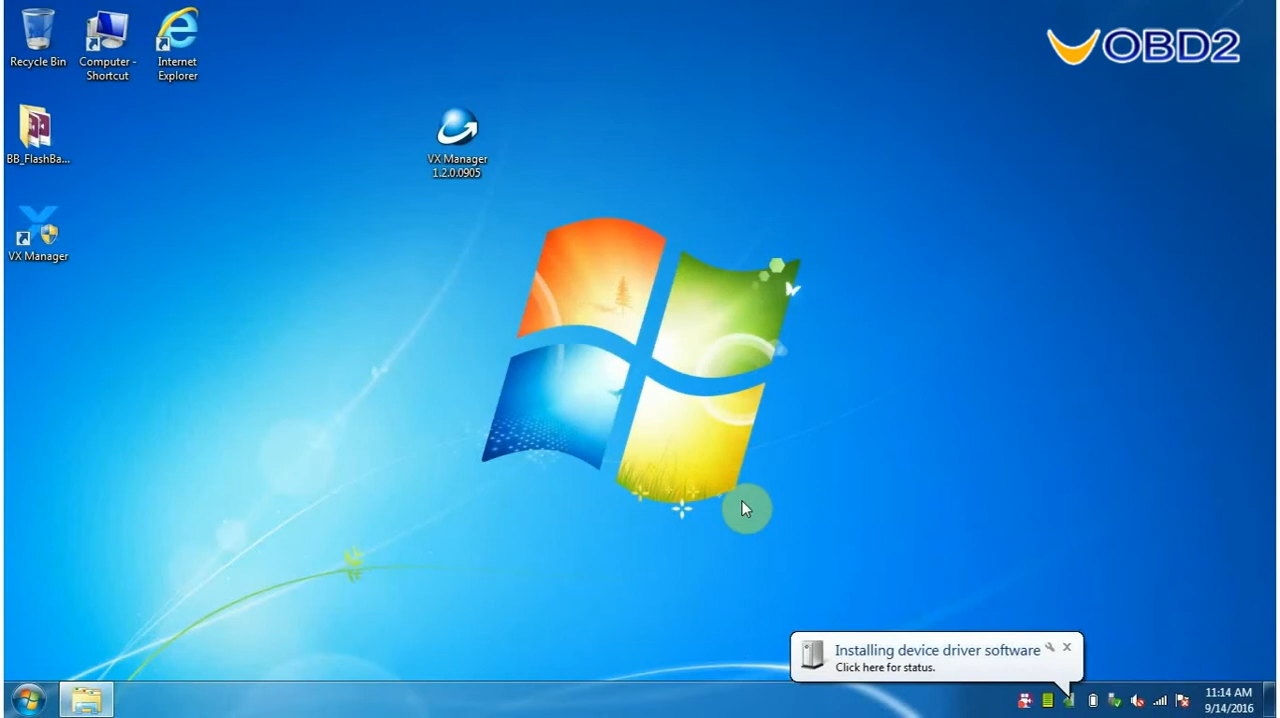 UOBD2
Recycle Bin
Computer -
Shortcut
Internet
Explorer
BB_FlashBa...
VX Manager
1.2.0.0905
VX Manager
Installing device driver software
Click here for status.
11:14 AM
9/14/2016